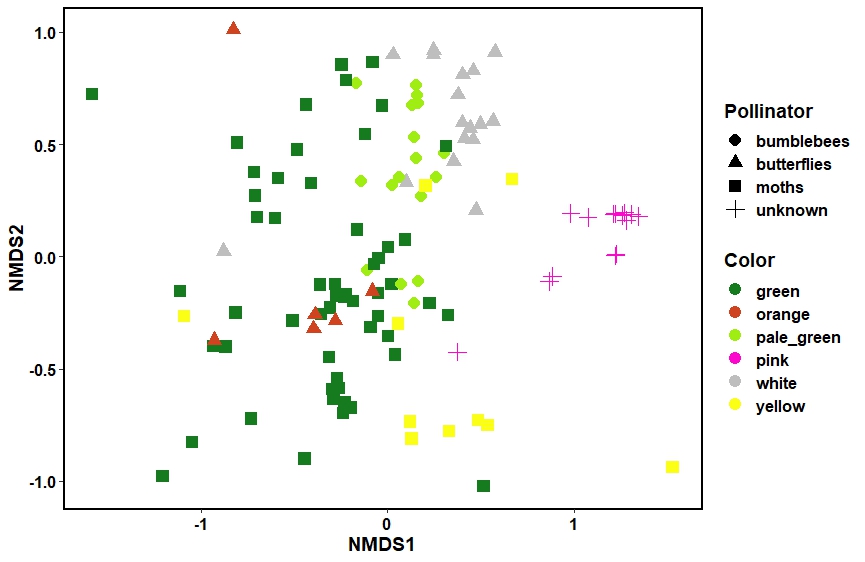 1.0
0.5
0.0
-0.5
-1.0
NMDS2
-1
0
1
NMDS1
Pollinator
bumblebees
butterflies
moths
unknown
Color
green
orange
pale_green
pink
white
yellow